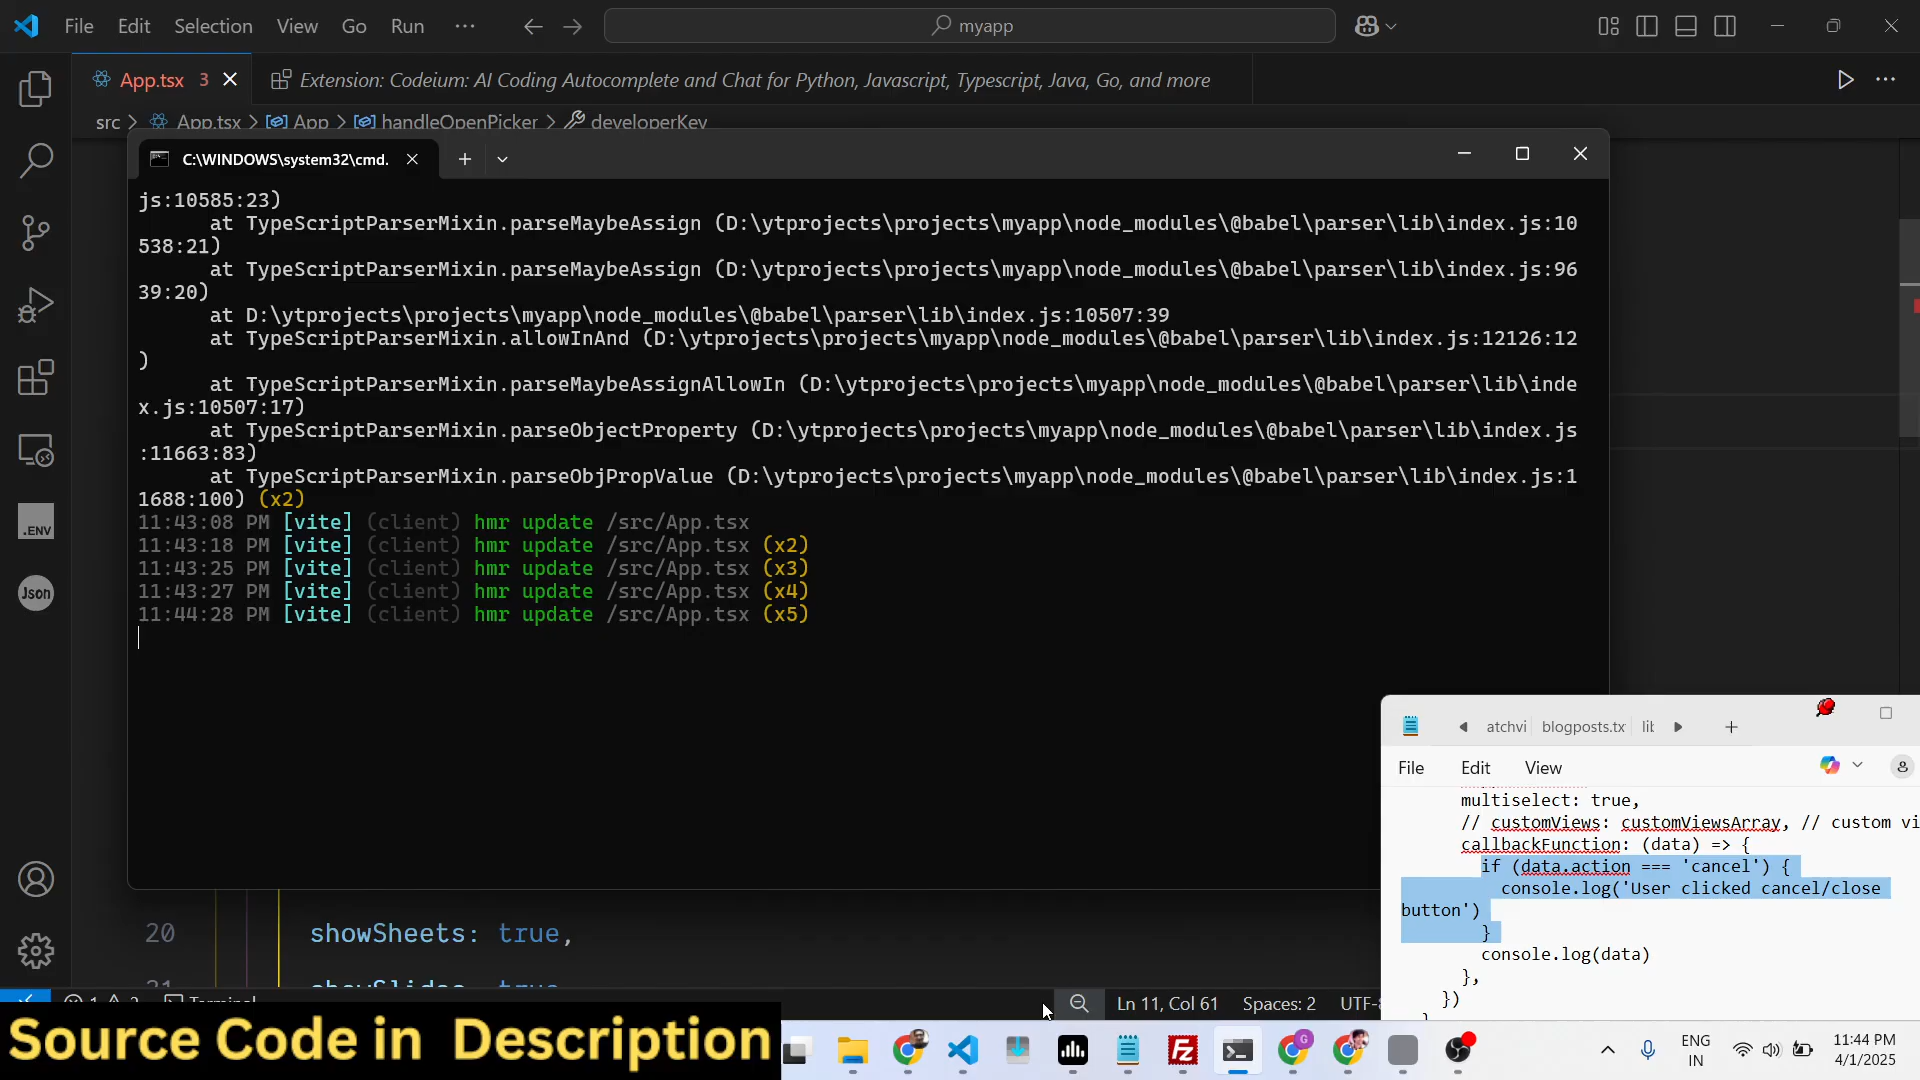 File Edit Selection View Go Run ··· myapp
App.tsx 3 Extension: Codeium: AI Coding Autocomplete and Chat for Python, Javascript, Typescript, Java, Go, and more
src > App.tsx > App > handleOpenPicker > developerKey
C:\WINDOWS\system32\cmd.
js:10585:23)
at TypeScriptParserMixin.parseMaybeAssign (D:\ytprojects\projects\myapp\node_modules\@babel\parser\lib\index.js:10
538:21)
at TypeScriptParserMixin.parseMaybeAssign (D:\ytprojects\projects\myapp\node_modules\@babel\parser\lib\index.js:96
39:20)
at D:\ytprojects\projects\myapp\node_modules\@babel\parser\lib\index.js:10507:39
at TypeScriptParserMixin.allowInAnd (D:\ytprojects\projects\myapp\node_modules\@babel\parser\lib\index.js:12126:12
)
at TypeScriptParserMixin.parseMaybeAssignAllowIn (D:\ytprojects\projects\myapp\node_modules\@babel\parser\lib\inde
x.js:10507:17)
at TypeScriptParserMixin.parseObjectProperty (D:\ytprojects\projects\myapp\node_modules\@babel\parser\lib\index.js
:11663:83)
at TypeScriptParserMixin.parseObjPropValue (D:\ytprojects\projects\myapp\node_modules\@babel\parser\lib\index.js:1
1688:100) (x2)
11:43:08 PM [vite] (client) hmr update /src/App.tsx
11:43:18 PM [vite] (client) hmr update /src/App.tsx (x2)
11:43:25 PM [vite] (client) hmr update /src/App.tsx (x3)
11:43:27 PM [vite] (client) hmr update /src/App.tsx (x4)
11:44:28 PM [vite] (client) hmr update /src/App.tsx (x5)
.ENV
Json
atchvi blogposts.tx lit
File Edit View
multiselect: true,
// customViews: customViewsArray, // custom vi
callbackFunction: (data) => {
if (data.action === 'cancel') {
console.log('User clicked cancel/close
button')
}
console.log(data)
},
})
20 showSheets: true,
21 showSlides: true
Terminal
Ln 11, Col 61 Spaces: 2 UTF-8
Source Code in Description
ENG
IN
11:44 PM
4/1/2025